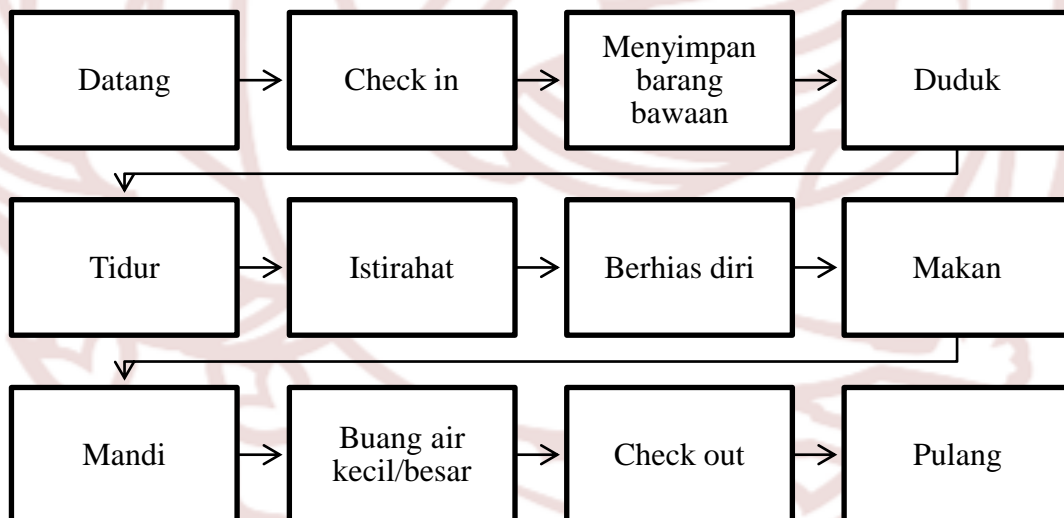 Datang
Check in
Menyimpan
barang
bawaan
Duduk
Tidur
Istirahat
Berhias diri
Makan
Mandi
Buang air
kecil/besar
Check out
Pulang